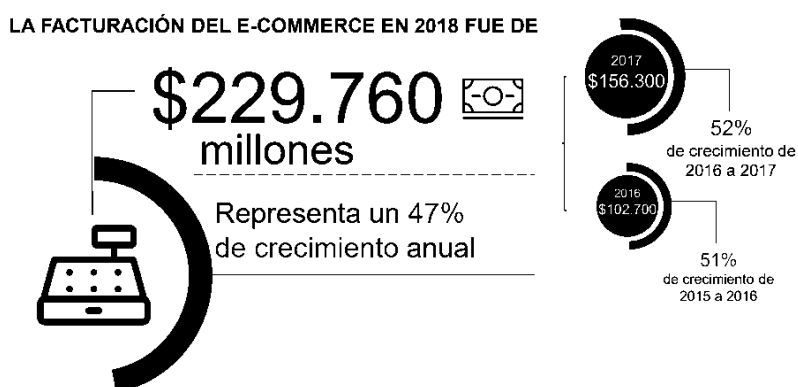 LA FACTURACIÓN DEL E-COMMERCE EN 2018 FUE DE
$229.760
millones
Representa un 47%
de crecimiento anual
2017
$156.300
52%
de crecimiento de
2016 a 2017
2016
$102.700
51%
de crecimiento de
2015 a 2016